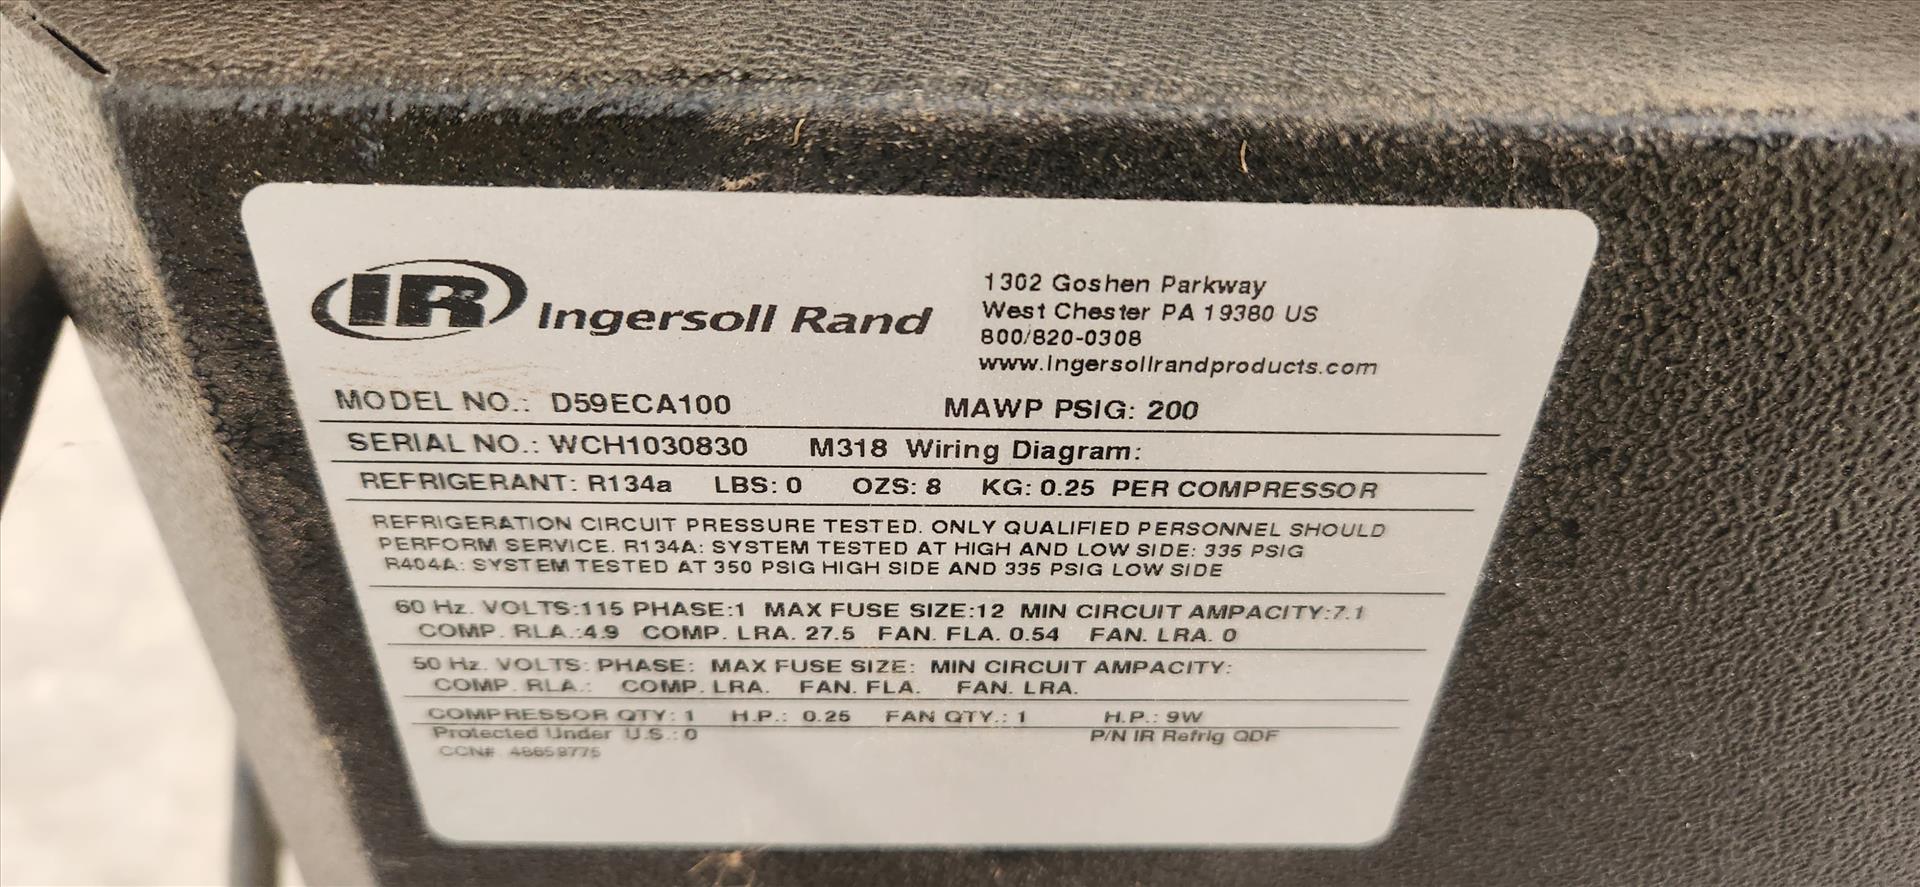 IR Ingersoll Rand
1302 Goshen Parkway
West Chester PA 19380 US
800/820-0308
www.Ingersollrandproducts.com
MODEL NO.: D59ECA100 MAWP PSIG: 200
SERIAL NO.: WCH1030830 M318 Wiring Diagram:
REFRIGERANT: R134a LBS: 0 OZS: 8 KG: 0.25 PER COMPRESSOR
REFRIGERATION CIRCUIT PRESSURE TESTED. ONLY QUALIFIED PERSONNEL SHOULD
PERFORM SERVICE. R134A: SYSTEM TESTED AT HIGH AND LOW SIDE: 335 PSIG
R404A: SYSTEM TESTED AT 350 PSIG HIGH SIDE AND 335 PSIG LOW SIDE
60 Hz. VOLTS:115 PHASE:1 MAX FUSE SIZE:12 MIN CIRCUIT AMPACITY:7.1
COMP. RLA.:4.9 COMP. LRA. 27.5 FAN. FLA. 0.54 FAN. LRA. 0
50 Hz. VOLTS: PHASE: MAX FUSE SIZE: MIN CIRCUIT AMPACITY:
COMP. RLA.: COMP. LRA. FAN. FLA. FAN. LRA.
COMPRESSOR QTY: 1 H.P.: 0.25 FAN QTY.: 1 H.P.: 9W
Protected Under U.S.: 0 P/N IR Refrig QDF
CCN#